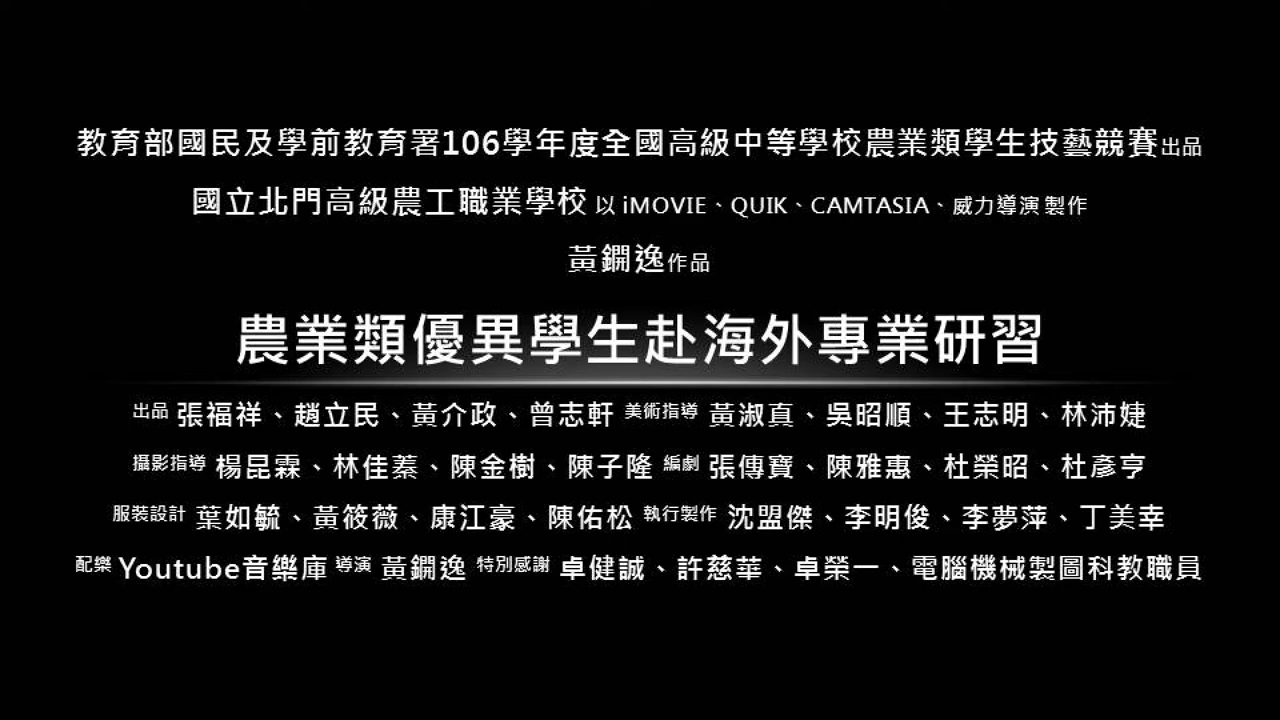 教育部國民及學前教育署106學年度全國高級中等學校農業類學生技藝競賽出品
國立北門高級農工職業學校 以 iMOVIE、QUIK、CAMTASIA、威力導演 製作
黃鐧逸作品
農業類優異學生赴海外專業研習
出品 張福祥、趙立民、黃介政、曾志軒 美術指導 黃淑真、吳昭順、王志明、林沛婕
攝影指導 楊昆霖、林佳蓁、陳金樹、陳子隆 編劇 張傳寶、陳雅惠、杜榮昭、杜彥亨
服裝設計 葉如毓、黃筱薇、康江豪、陳佑松 執行製作 沈盟傑、李明俊、李夢萍、丁美幸
配樂 Youtube音樂庫 導演 黃鐧逸 特別感謝 卓健誠、許慈華、卓榮一、電腦機械製圖科教職員